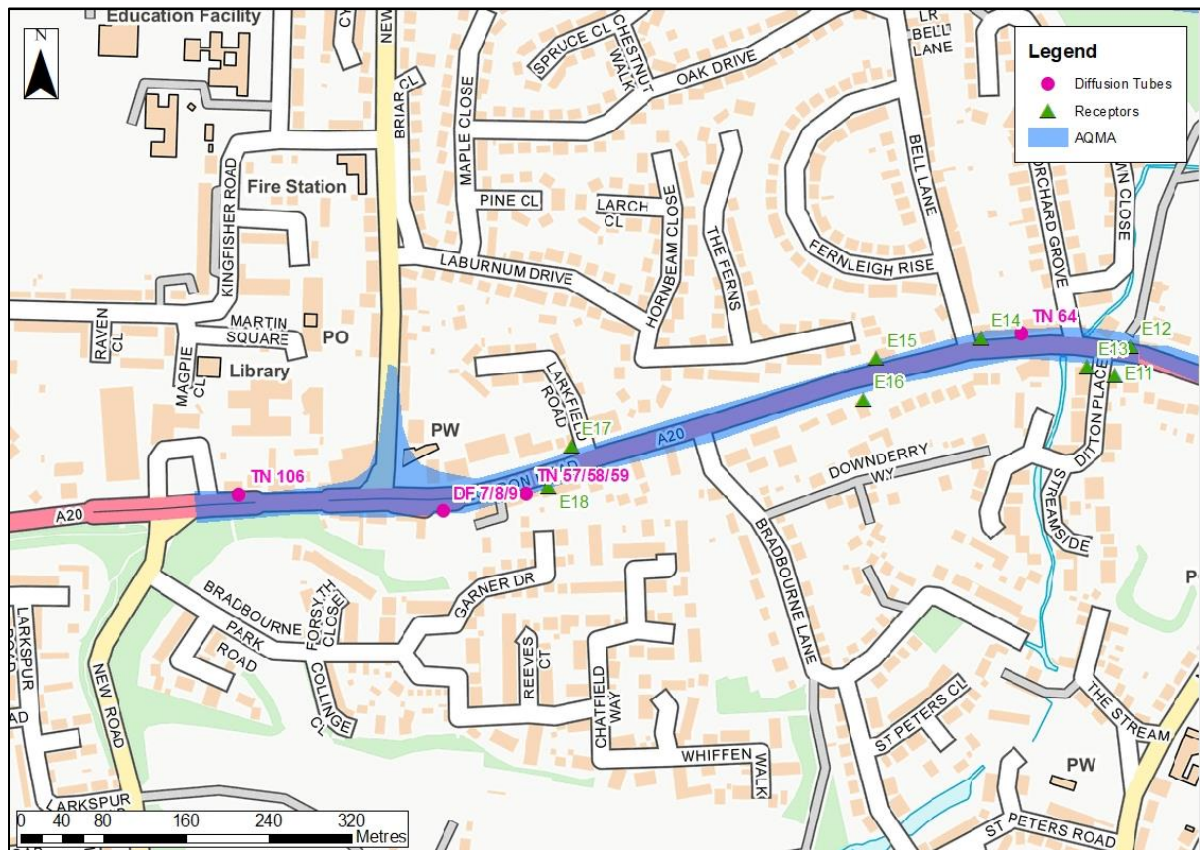 Education Facility
N
CY
NEW
BRIAR CL
MAPLE CLOSE
SPRUCE CL
CHESTNUT
WALK
OAK DRIVE
LR
BELL
LANE
Legend
Diffusion Tubes
Receptors
AQMA
KINGFISHER ROAD
Fire Station
PINE CL
LARCH
CL
HORNBEAM CLOSE
THE FERNS
BELL LANE
FERNLEIGH RISE
ORCHARD GROVE
WN CLOSE
LABURNUM DRIVE
RAVEN
CL
MARTIN
SQUARE
PO
MAGPIE
CL
Library
LARKFIELD
ROAD
E15
E14
TN 64
E12
E13
E11
E16
DITTON PLACE
PW
E17
A20
TN 106
DF 7/8/9
TN 57/58/59
E18
A20
DOWNDERRY
WY
STREAMSIDE
BRADBOURNE LANE
BRADBOURNE
PARK
ROAD
GARNER DR
COLLINGE
CL
REEVES
CT
CHATFIELD
WAY
LARKSPUR
NEW ROAD
WHIFFEN
WALK
ST PETERS CL
THE STREAM
PW
P
LARKSPUR
ST PETERS ROAD
0 40 80 160 240 320
Metres